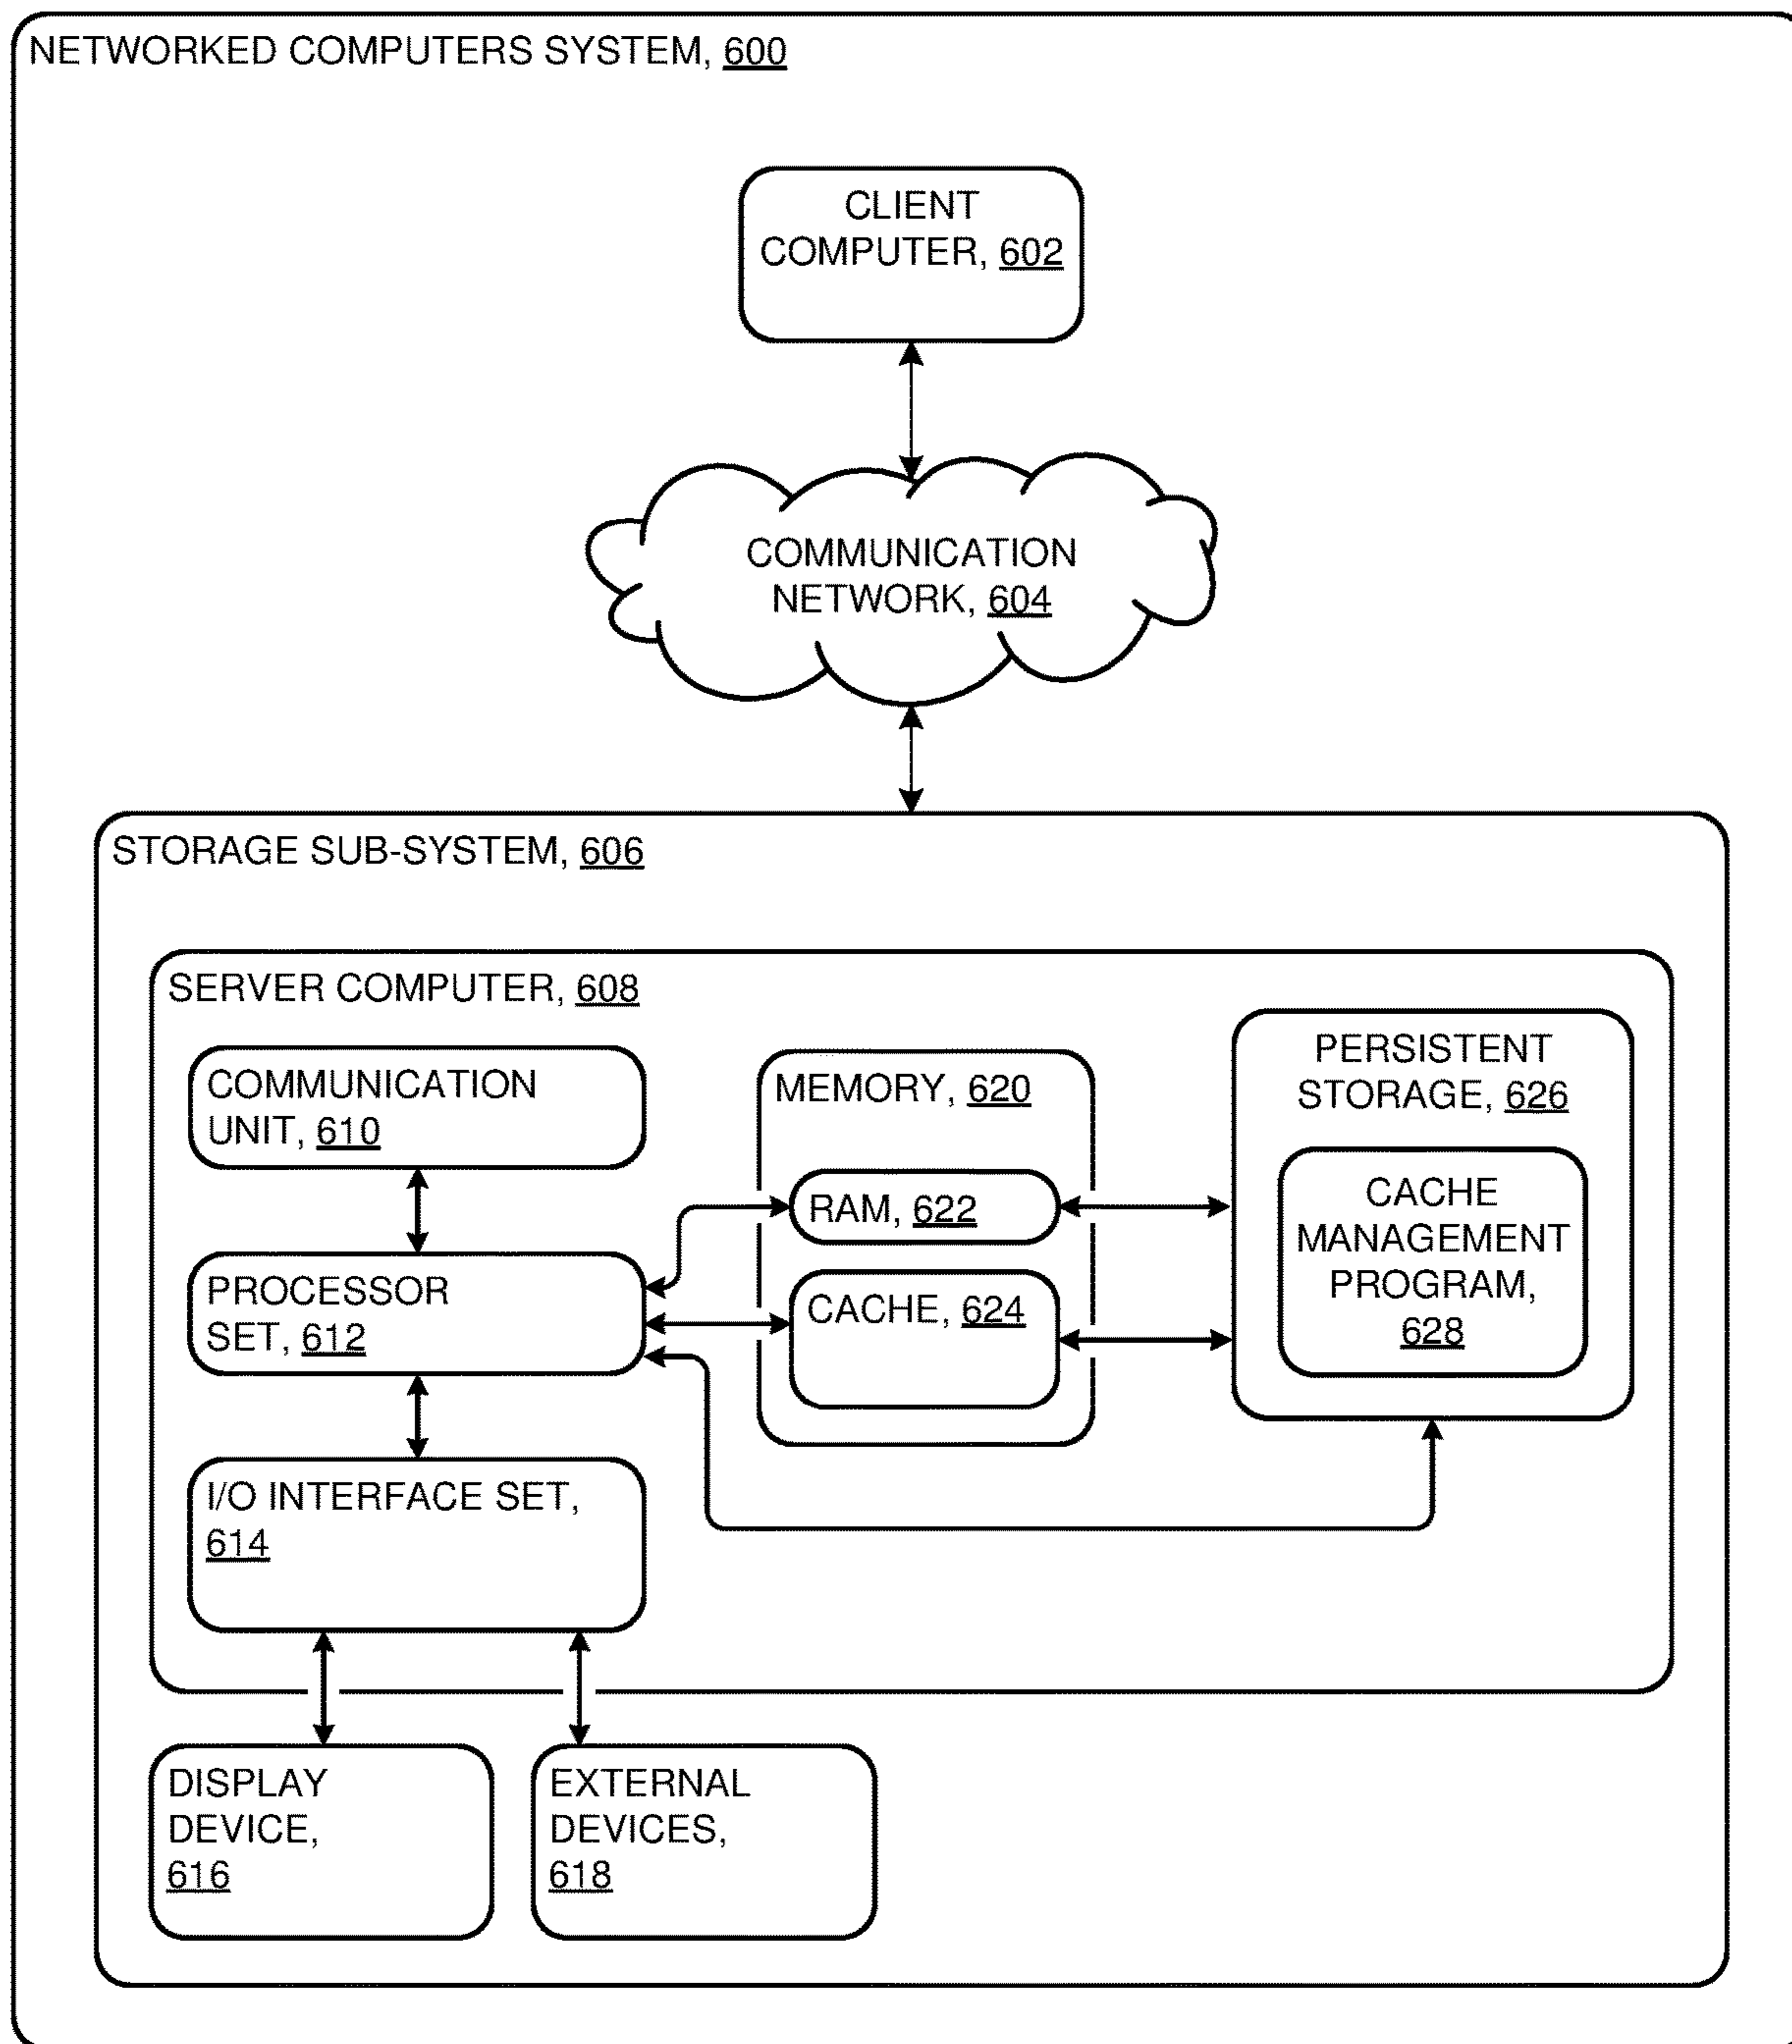 NETWORKED COMPUTERS SYSTEM, 600
CLIENT
COMPUTER, 602
COMMUNICATION
NETWORK, 604
STORAGE SUB-SYSTEM, 606
SERVER COMPUTER, 608
COMMUNICATION
UNIT, 610
PROCESSOR
SET, 612
I/O INTERFACE SET,
614
MEMORY, 620
RAM, 622
CACHE, 624
PERSISTENT
STORAGE, 626
CACHE
MANAGEMENT
PROGRAM,
628
DISPLAY
DEVICE,
616
EXTERNAL
DEVICES,
618